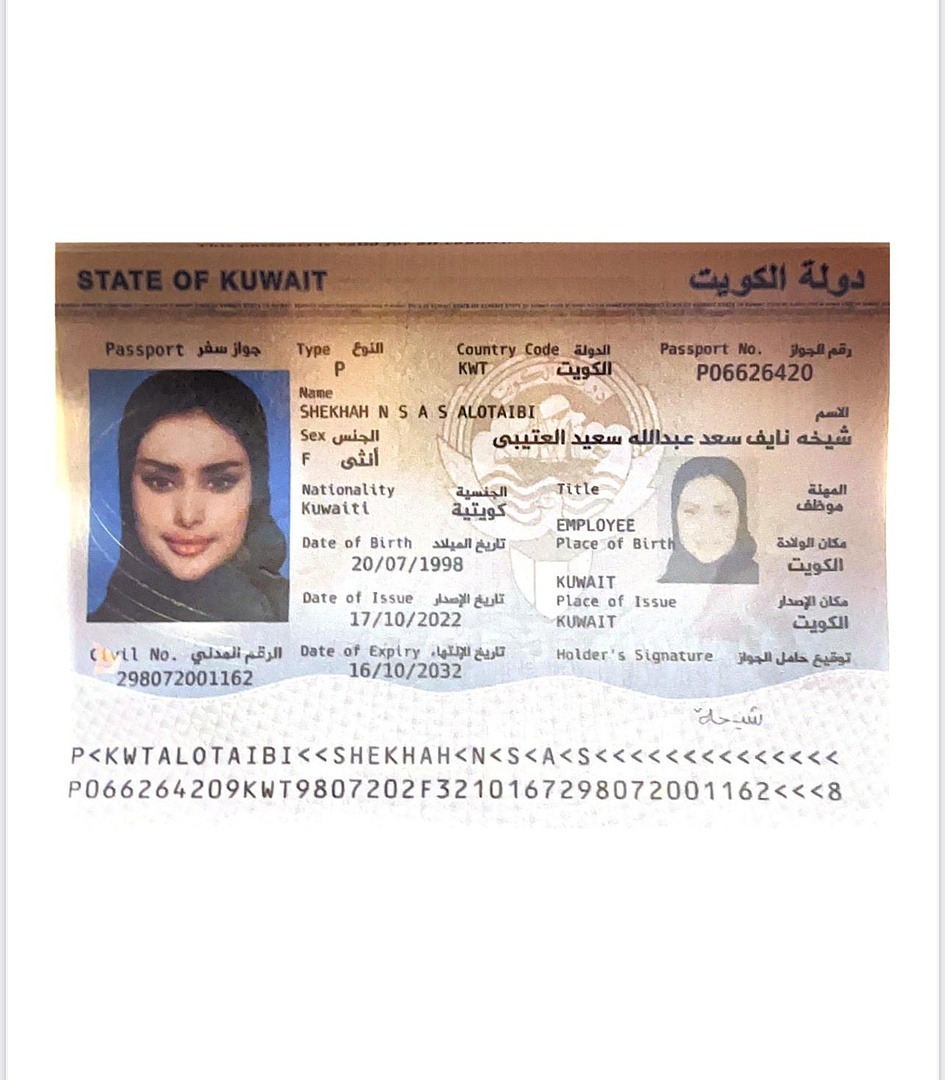 STATE OF KUWAIT دولة الكويت
Passport جواز سفر Type النوع Country Code الدولة Passport No. رقم الجواز
P KWT الكويت P06626420
Name الاسم
SHEKHAH N S A S ALOTAIBI
شيخه نايف سعد عبدالله سعيد العتيبى
Sex الجنس
F أنثى
Nationality الجنسية Title المهنة
Kuwaiti كويتية موظف
EMPLOYEE
Date of Birth تاريخ الميلاد Place of Birth مكان الولادة
20/07/1998 الكويت
KUWAIT
Date of Issue تاريخ الإصدار Place of Issue مكان الإصدار
17/10/2022 KUWAIT الكويت
Civil No. الرقم المدني Date of Expiry تاريخ الإنتهاء Holder's Signature توقيع حامل الجواز
298072001162 16/10/2032
شيخة
P<KWTALOTAIBI<<SHEKHAH<N<S<A<S<<<<<<<<<<<<<<
P066264209KWT9807202F3210167298072001162<<<8